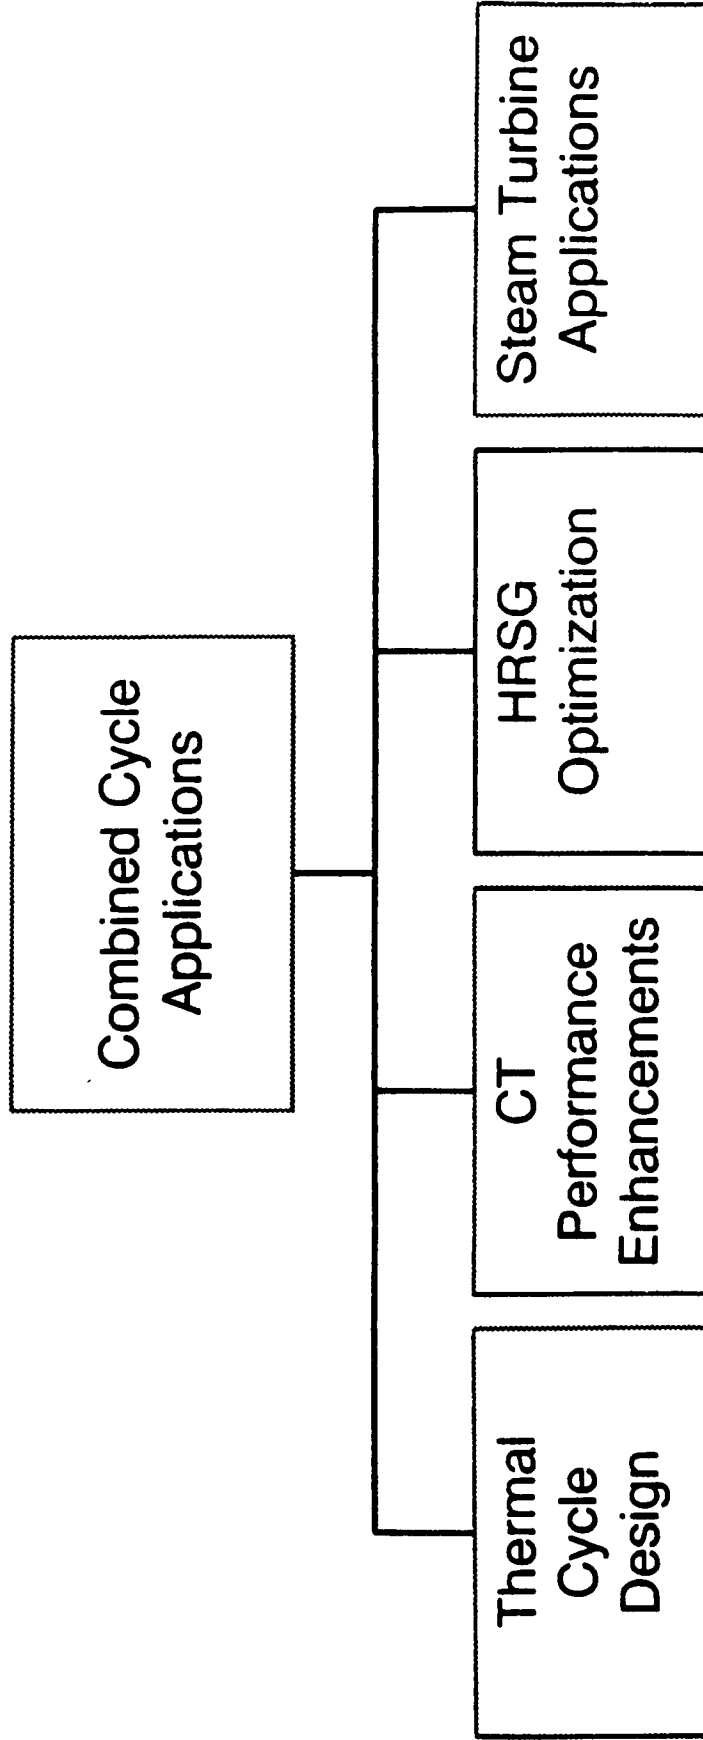 Combined Cycle
Applications
Thermal
Cycle
Design
CT
Performance
Enhancements
HRSG
Optimization
Steam Turbine
Applications